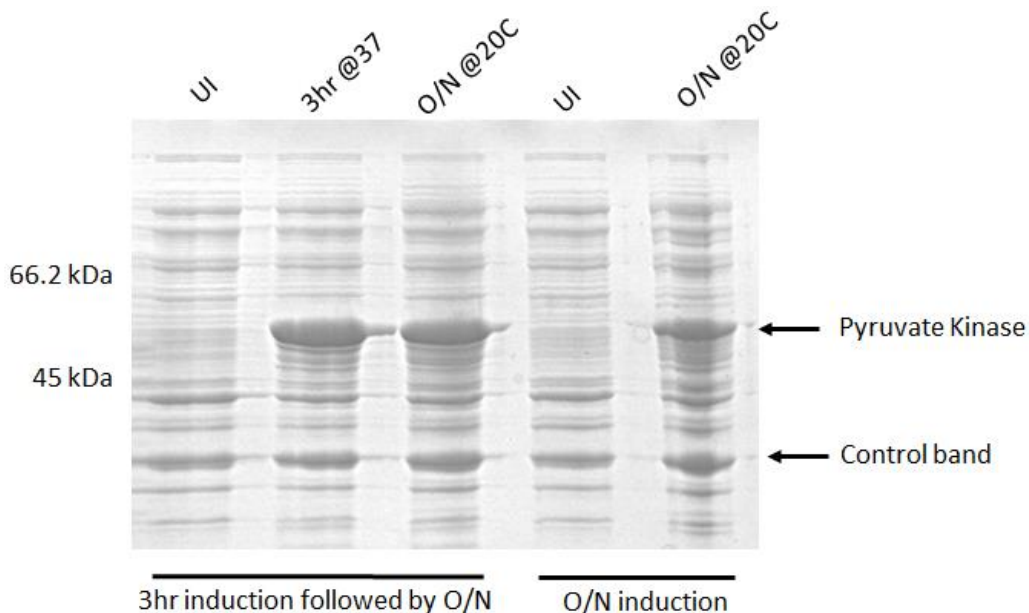 UI
3hr @37
O/N @20C
UI
O/N @20C
66.2 kDa
45 kDa
Pyruvate Kinase
Control band
3hr induction followed by O/N
O/N induction